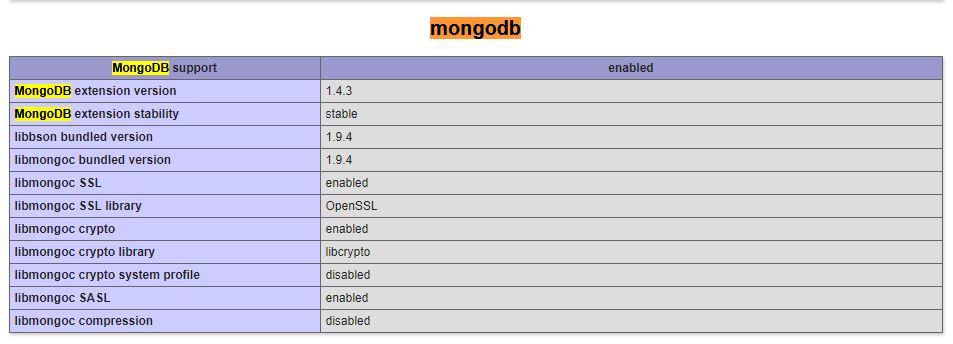 mongodb
MongoDB support enabled
MongoDB extension version 1.4.3
MongoDB extension stability stable
libbson bundled version 1.9.4
libmongoc bundled version 1.9.4
libmongoc SSL enabled
libmongoc SSL library OpenSSL
libmongoc crypto enabled
libmongoc crypto library libcrypto
libmongoc crypto system profile disabled
libmongoc SASL enabled
libmongoc compression disabled